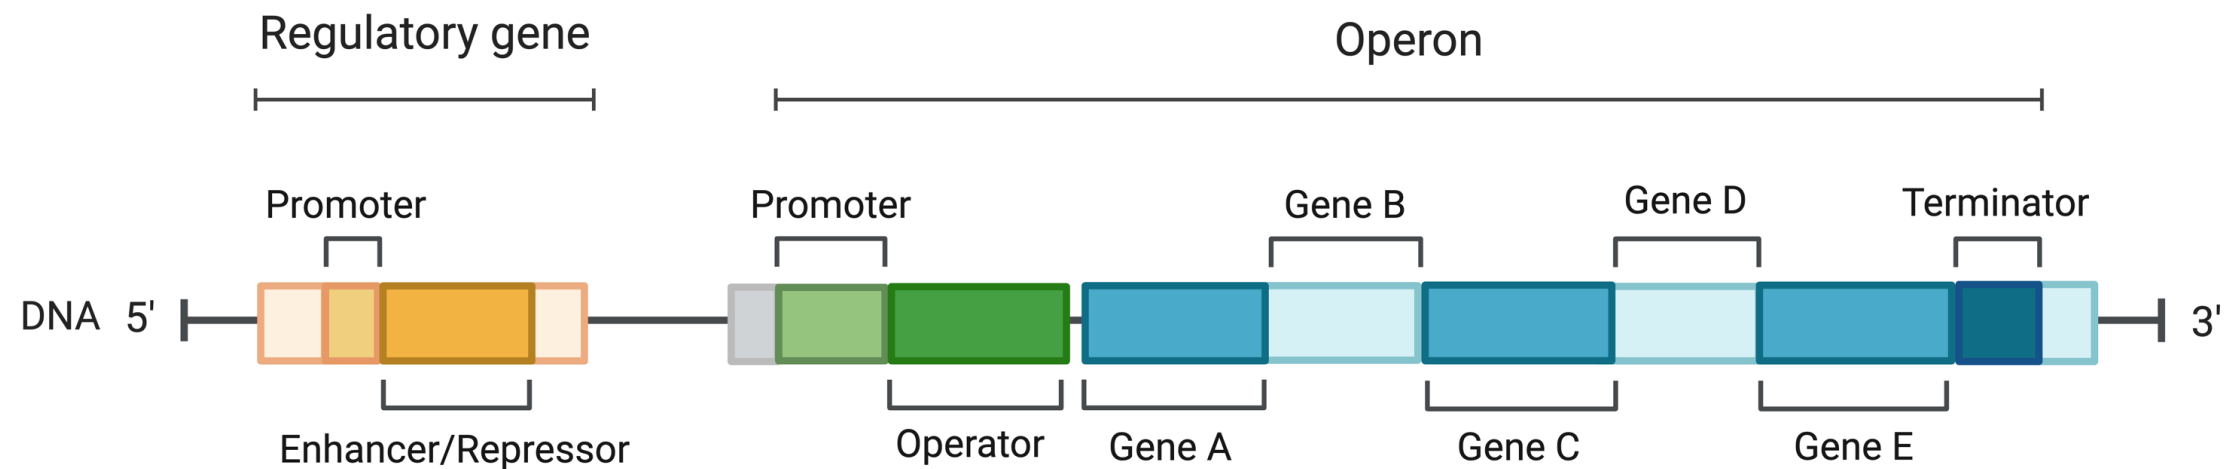 Regulatory gene
Operon
Promoter
Promoter
Gene B
Gene D
Terminator
DNA 5'
3'
Enhancer/Repressor
Operator
Gene A
Gene C
Gene E